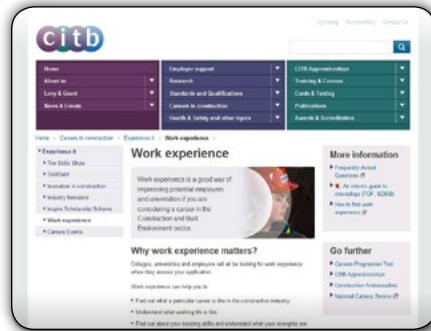 citb
Cymraeg Accessibility Contact us
Home
About us
Levy & Grant
News & Events
Employer support
Research
Standards and Qualifications
Careers in construction
Health & Safety and other topics
CITB Apprenticeships
Training & Courses
Cards & Testing
Publications
Awards & Accreditation
Home Careers in construction Experience it Work experience
Experience it
The Skills Show
SkillBuild
Innovation in construction
Industry forecasts
Inspire Scholarship Scheme
Work experience
Careers Events
Work experience
Work experience is a good way of
impressing potential employers
and universities if you are
considering a career in the
Construction and Built
Environment sector.
Why work experience matters?
Colleges, universities and employers will all be looking for work experience
when they assess your application.
Work experience can help you to:
Find out what a particular career is like in the construction industry.
Understand what working life is like
Find out about your existing skills and understand what your strengths are
More information
Frequently Asked
Questions
An intern's guide to
internships (PDF,
How to find work
experience
Go further
Careers Progression Tool
CITB Apprenticeships
Construction Ambassadors
National Careers Service